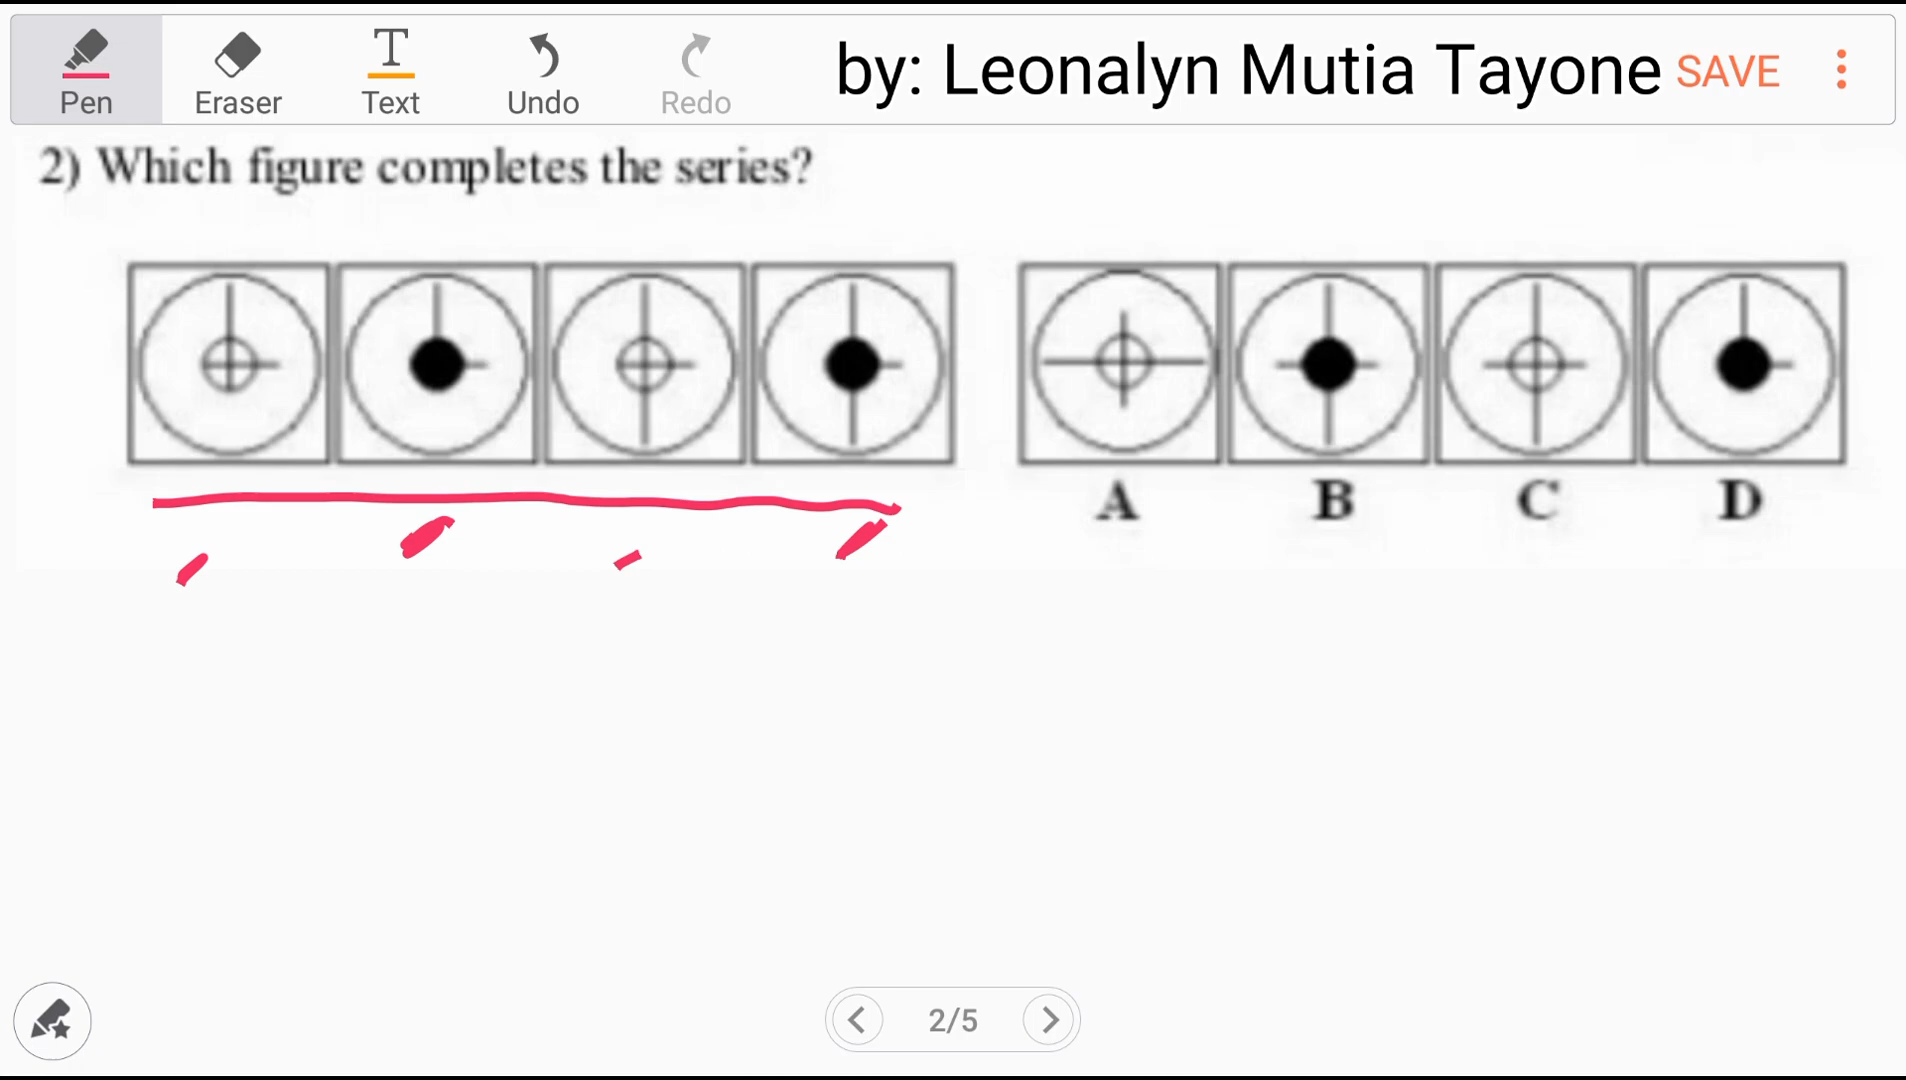 Pen Eraser Text Undo Redo by: Leonalyn Mutia Tayone SAVE
2) Which figure completes the series?
A B C D
2/5